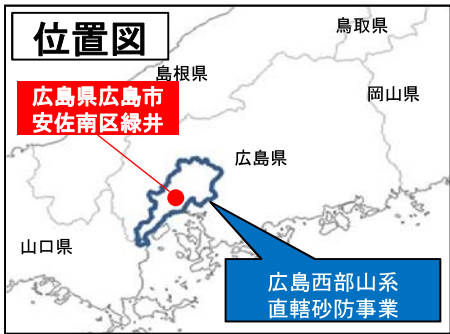 位置図
鳥取県
島根県
岡山県
広島県広島市
安佐南区緑井
広島県
山口県
広島西部山系
直轄砂防事業